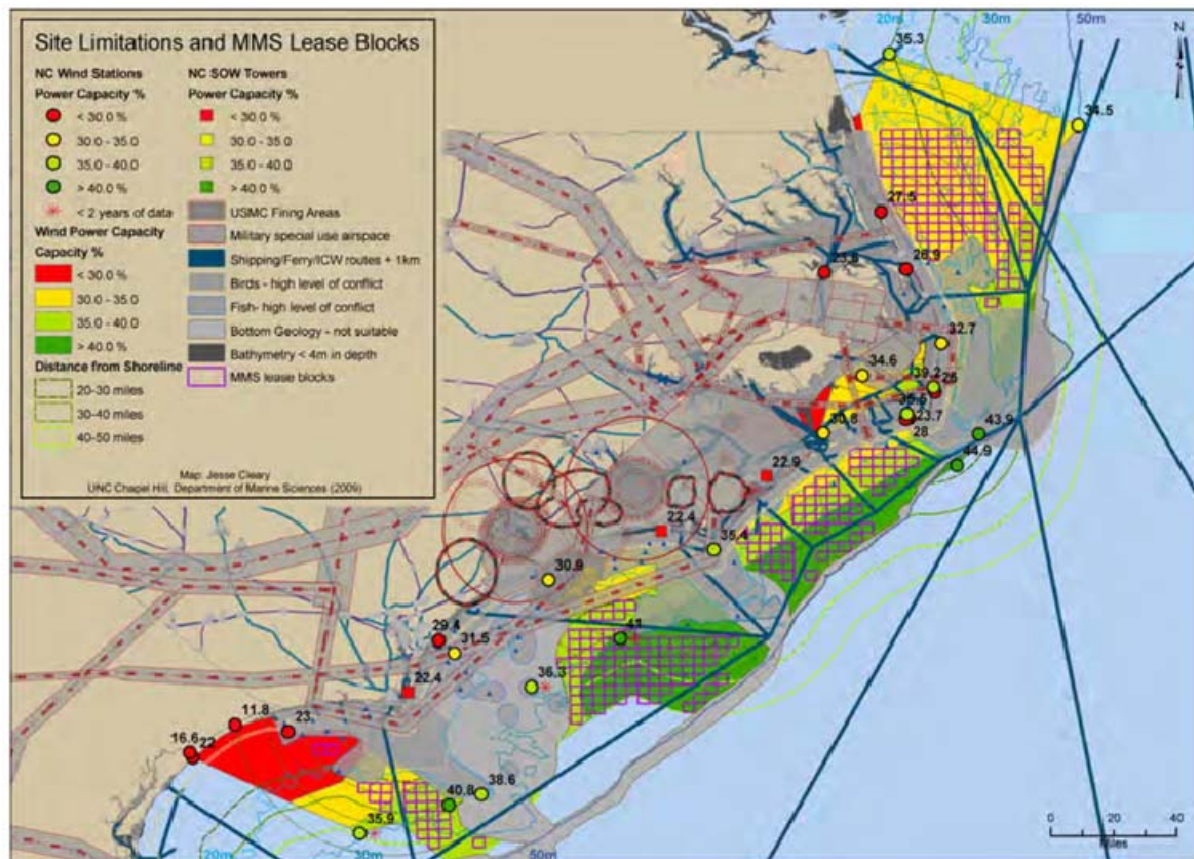 Site Limitations and MMS Lease Blocks
NC Wind Stations
Power Capacity %
< 30.0 %
30.0 - 35.0
35.0 - 40.0
> 40.0 %
< 2 years of data
Wind Power Capacity
Capacity %
< 30.0 %
30.0 - 35.0
35.0 - 40.0
> 40.0 %
Distance from Shoreline
20-30 miles
30-40 miles
40-50 miles
NC SOW Towers
Power Capacity %
< 30.0 %
30.0 - 35.0
35.0 - 40.0
> 40.0 %
USMC Firing Areas
Military special use airspace
Shipping/Ferry/ICW routes + 1km
Birds - high level of conflict
Fish- high level of conflict
Bottom Geology - not suitable
Bathymetry < 4m in depth
MMS lease blocks
Map: Jesse Cleary
UNC Chapel Hill, Department of Marine Sciences (2009)
20m
30m
50m
N
35.3
34.5
27.5
26.9
32.7
34.6
39.2
23.7
28
43.9
44.9
22.9
22.4
35.4
30.9
41
29.4
31.5
36.3
22.4
11.8
23
16.6
22
38.6
40.8
35.9
20m
30m
50m
0 20 40
Miles